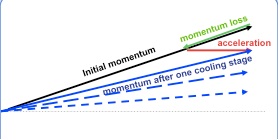 momentum loss
acceleration
Initial momentum
momentum after one cooling stage